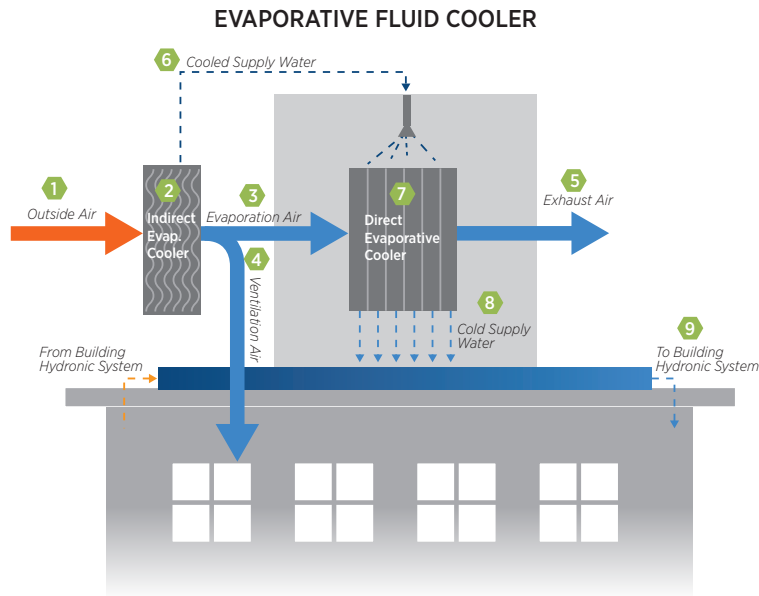 EVAPORATIVE FLUID COOLER
6
Cooled Supply Water
1
Outside Air
2
Indirect
Evap.
Cooler
3
Evaporation Air
4
Ventilation Air
7
Direct
Evaporative
Cooler
5
Exhaust Air
8
Cold Supply
Water
From Building
Hydronic System
9
To Building
Hydronic System